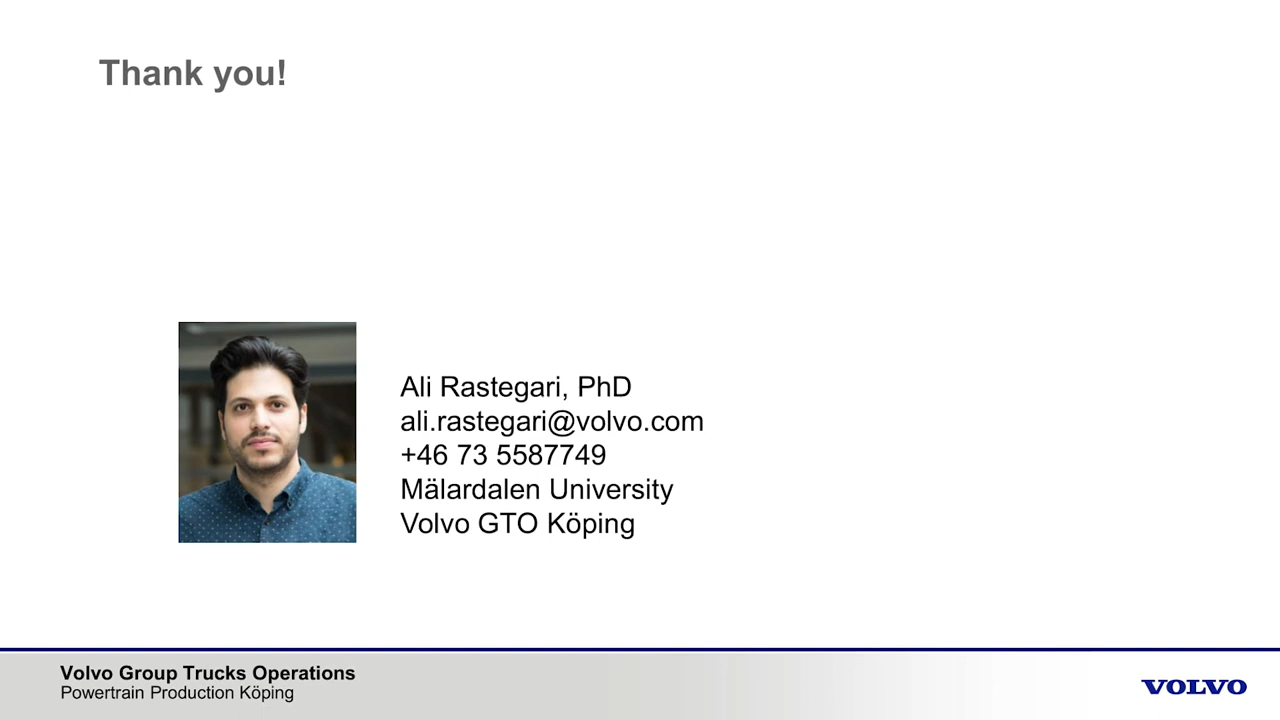 Thank you!
Ali Rastegari, PhD
ali.rastegari@volvo.com
+46 73 5587749
Mälardalen University
Volvo GTO Köping
Volvo Group Trucks Operations
Powertrain Production Köping
VOLVO